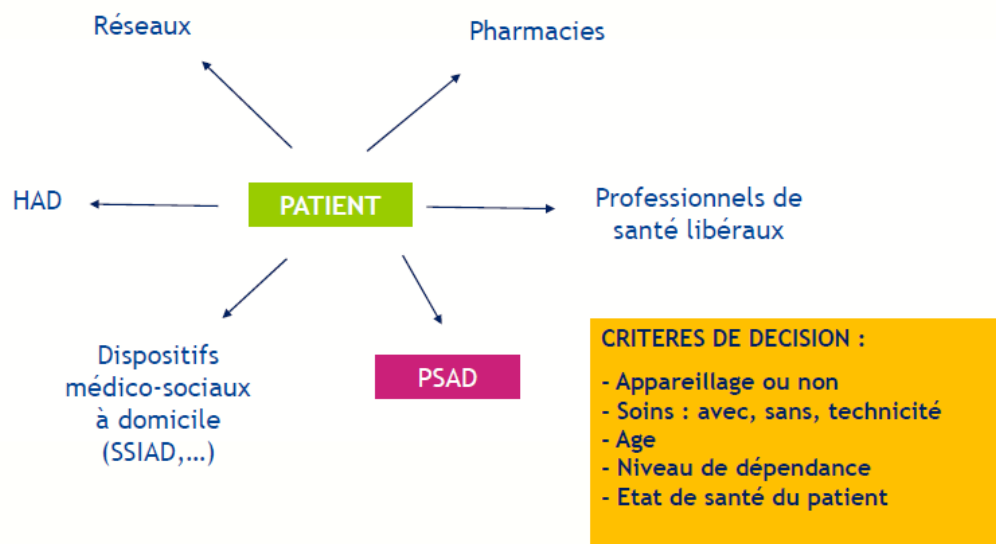 Réseaux
Pharmacies
HAD
PATIENT
Professionnels de
santé libéraux
Dispositifs
médico-sociaux
à domicile
(SSIAD,...)
PSAD
CRITERES DE DECISION :
- Appareillage ou non
- Soins : avec, sans, technicité
- Age
- Niveau de dépendance
- Etat de santé du patient